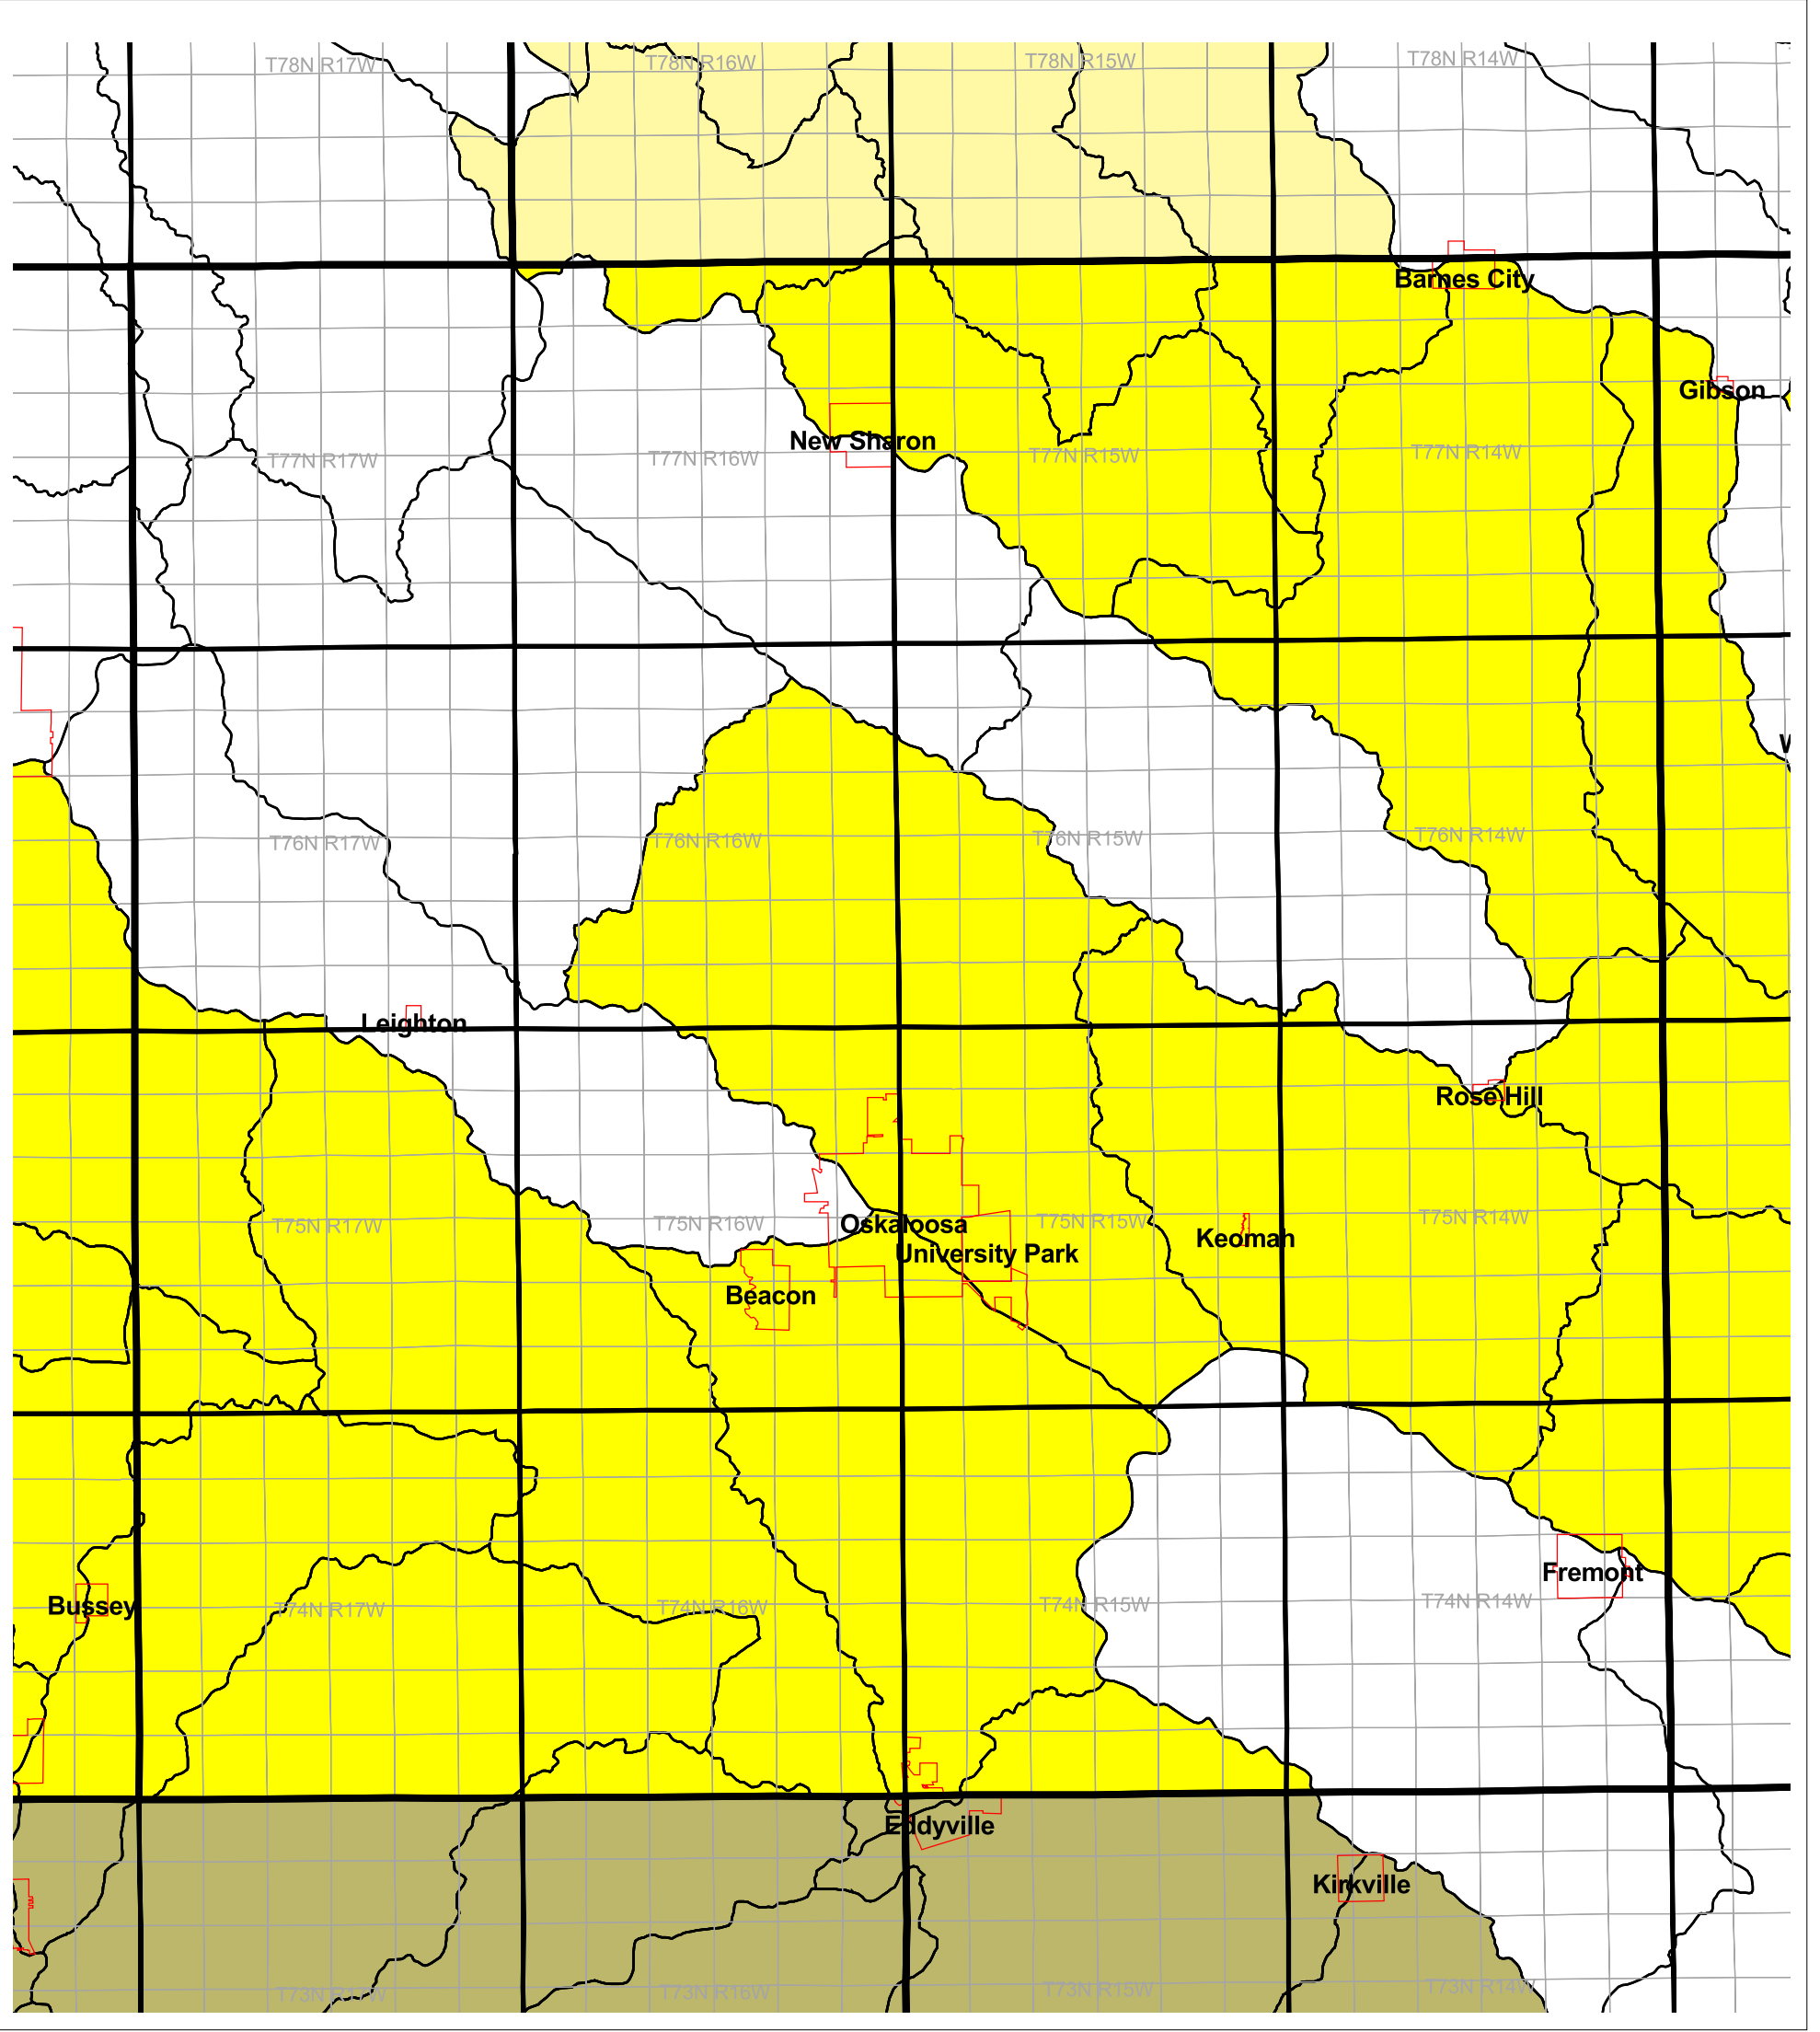 T78N R17W
T78N R16W
T78N R15W
T78N R14W
Barnes City
Gibson
New Sharon
T77N R17W
T77N R16W
T77N R15W
T77N R14W
T76N R17W
T76N R16W
T76N R15W
T76N R14W
Leighton
Rose Hill
T75N R17W
T75N R16W
Oskaloosa
T75N R15W
T75N R14W
Keomah
University Park
Beacon
Fremont
Bussey
T74N R17W
T74N R16W
T74N R15W
T74N R14W
Eddyville
Kirkville
T73N R17W
T73N R16W
T73N R15W
T73N R14W